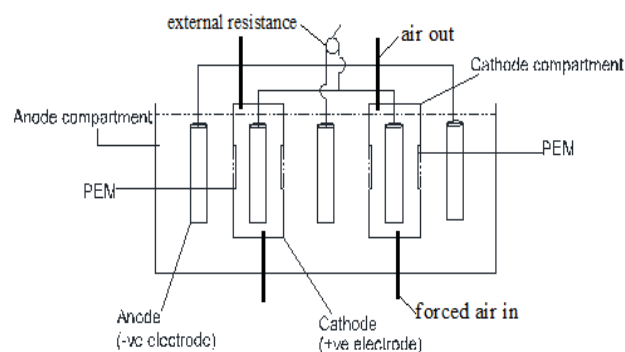 external resistance
air out
Cathode compartment
Anode compartment
PEM
PEM
Anode
(-ve electrode)
Cathode
(+ve electrode)
forced air in